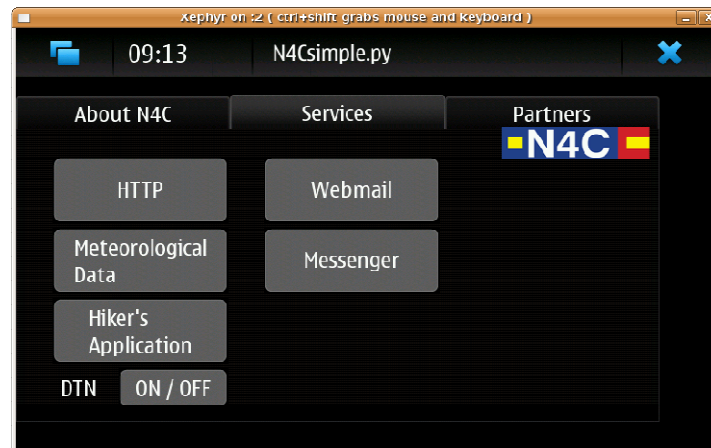 Xephyr on :2 ( ctrl+shift grabs mouse and keyboard )
09:13 N4Csimple.py
About N4C Services Partners
N4C
HTTP Webmail
Meteorological
Data
Messenger
Hiker's
Application
DTN ON / OFF